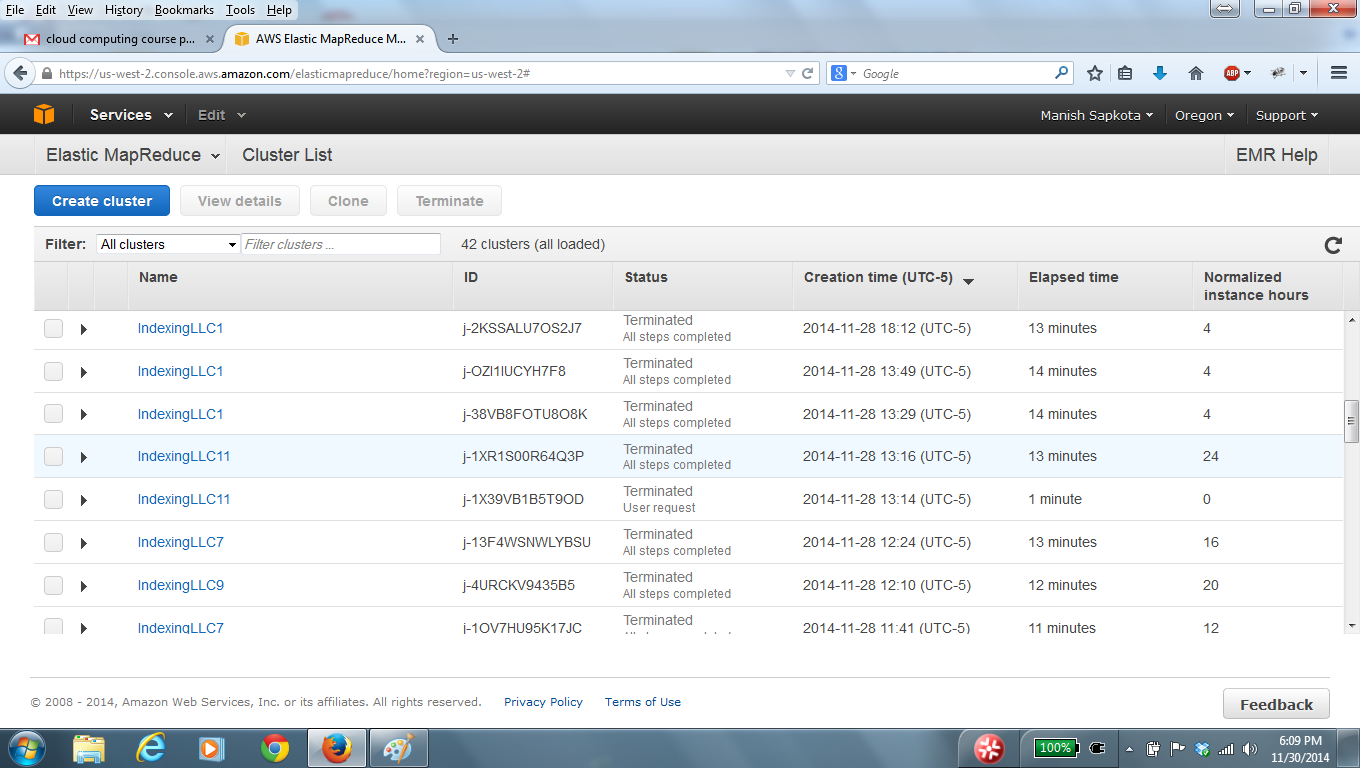 File Edit View History Bookmarks Tools Help
cloud computing course p... × AWS Elastic MapReduce M... × +
https://us-west-2.console.aws.amazon.com/elasticmapreduce/home?region=us-west-2# Google ABP
Services Edit Manish Sapkota Oregon Support
Elastic MapReduce Cluster List EMR Help
Create cluster View details Clone Terminate
Filter: All clusters Filter clusters ... 42 clusters (all loaded)
Name ID Status Creation time (UTC-5) Elapsed time Normalized
instance hours
IndexingLLC1 j-2KSSALU7OS2J7 Terminated 2014-11-28 18:12 (UTC-5) 13 minutes 4
All steps completed
IndexingLLC1 j-OZI1IUCYH7F8 Terminated 2014-11-28 13:49 (UTC-5) 14 minutes 4
All steps completed
IndexingLLC1 j-38VB8FOTU8O8K Terminated 2014-11-28 13:29 (UTC-5) 14 minutes 4
All steps completed
IndexingLLC11 j-1XR1S00R64Q3P Terminated 2014-11-28 13:16 (UTC-5) 13 minutes 24
All steps completed
IndexingLLC11 j-1X39VB1B5T9OD Terminated 2014-11-28 13:14 (UTC-5) 1 minute 0
User request
IndexingLLC7 j-13F4WSNWLYBSU Terminated 2014-11-28 12:24 (UTC-5) 13 minutes 16
All steps completed
IndexingLLC9 j-4URCKV9435B5 Terminated 2014-11-28 12:10 (UTC-5) 12 minutes 20
All steps completed
IndexingLLC7 j-1OV7HU95K17JC Terminated 2014-11-28 11:41 (UTC-5) 11 minutes 12
© 2008 - 2014, Amazon Web Services, Inc. or its affiliates. All rights reserved. Privacy Policy Terms of Use Feedback
100% 6:09 PM
11/30/2014